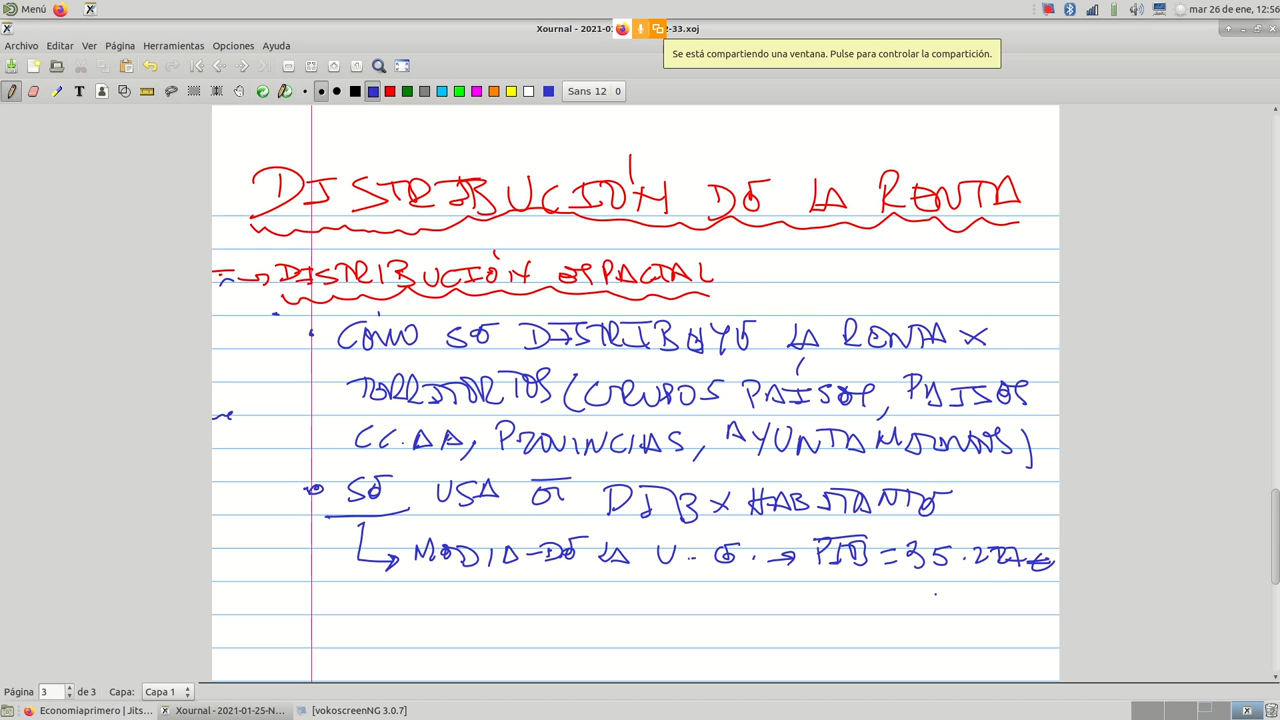 Menú mar 26 de ene, 12:56
Xournal - 2021-01 2-33.xoj
Se está compartiendo una ventana. Pulse para controlar la compartición.
Archivo Editar Ver Página Herramientas Opciones Ayuda
Sans 12 0
DISTRIBUCIÓN DE LA RENTA
I → DISTRIBUCIÓN ESPACIAL
• CÓMO SE DISTRIBUYE LA RENTA X
TERRITORIOS (GRUPOS PAÍSES, PAISES
CC.AA, PROVINCIAS, AYUNTAMIENTOS)
• SE USA EL PIB X HABITANTE
↳ MEDIA DE LA U.E. → PIB = 35.227€
Página 3 de 3 Capa: Capa 1
Economiaprimero | Jits... Xournal - 2021-01-25-N... [vokoscreenNG 3.0.7]